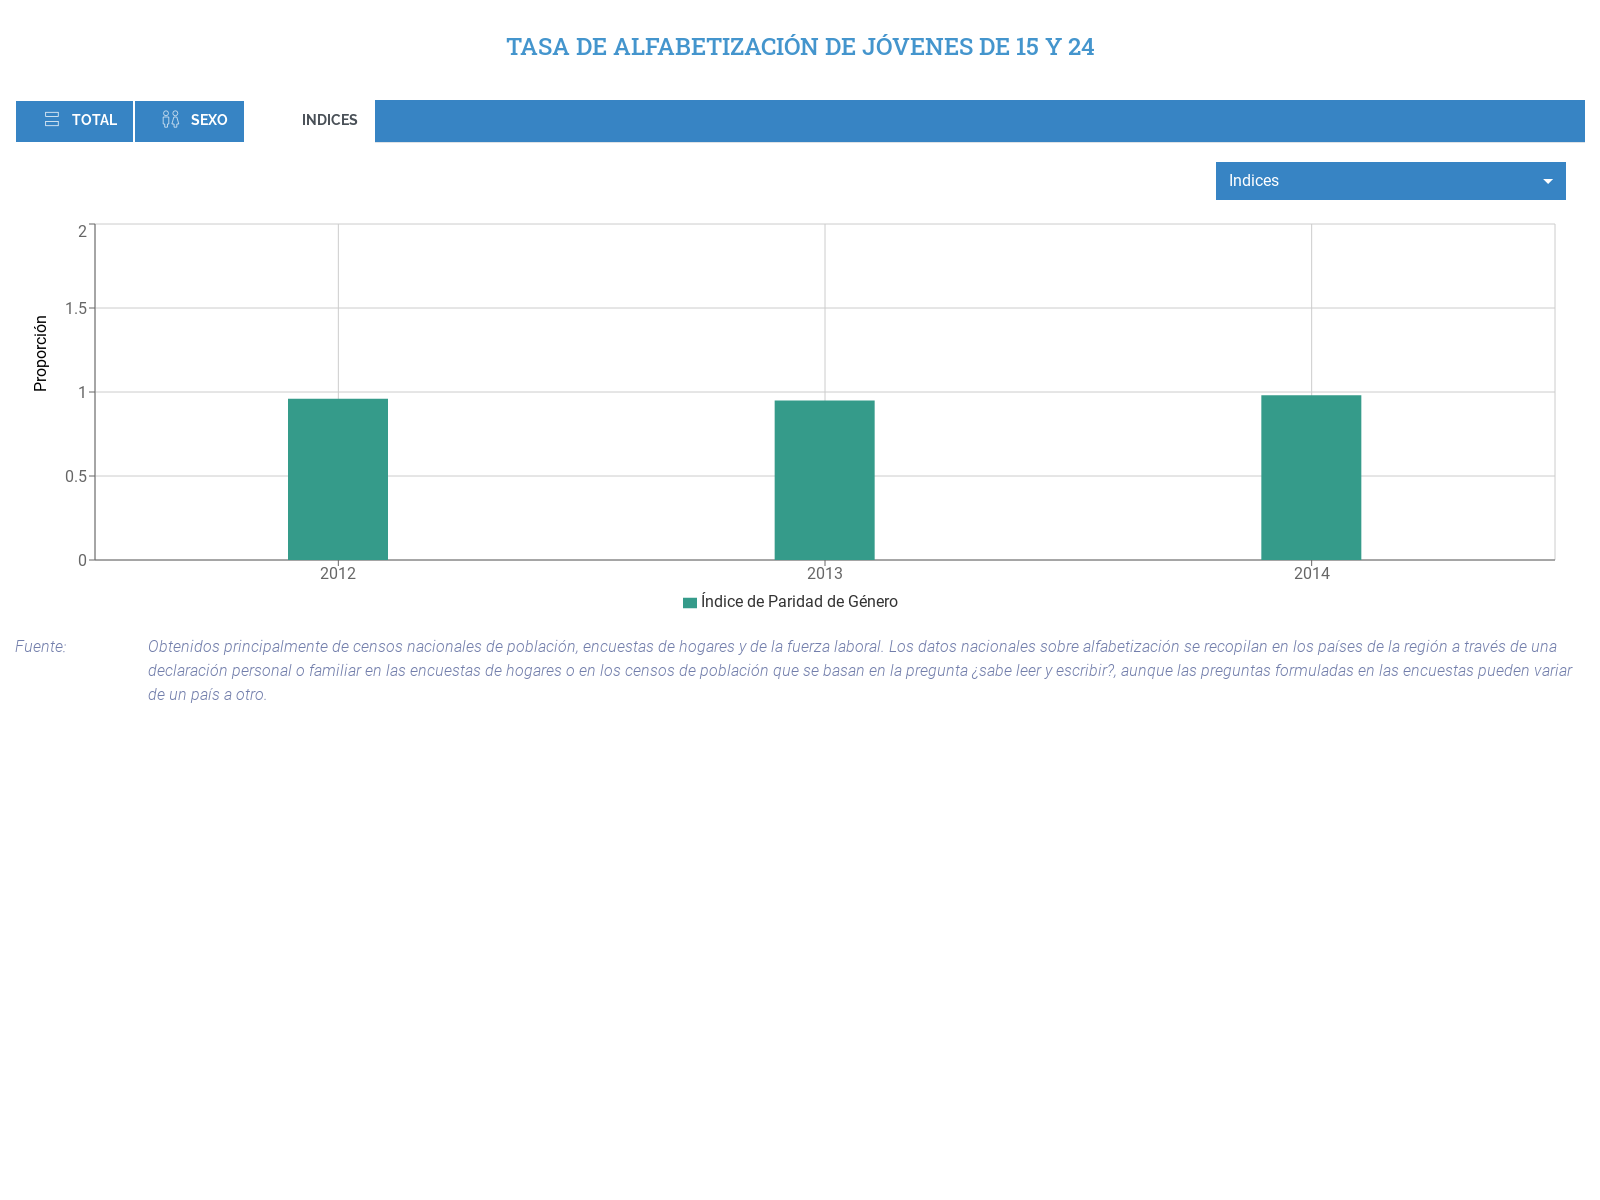 TASA DE ALFABETIZACIÓN DE JÓVENES DE 15 Y 24
TOTAL SEXO INDICES
Indices
Proporción
2
1.5
1
0.5
0
2012 2013 2014
Índice de Paridad de Género
Fuente: Obtenidos principalmente de censos nacionales de población, encuestas de hogares y de la fuerza laboral. Los datos nacionales sobre alfabetización se recopilan en los países de la región a través de una
declaración personal o familiar en las encuestas de hogares o en los censos de población que se basan en la pregunta ¿sabe leer y escribir?, aunque las preguntas formuladas en las encuestas pueden variar
de un país a otro.